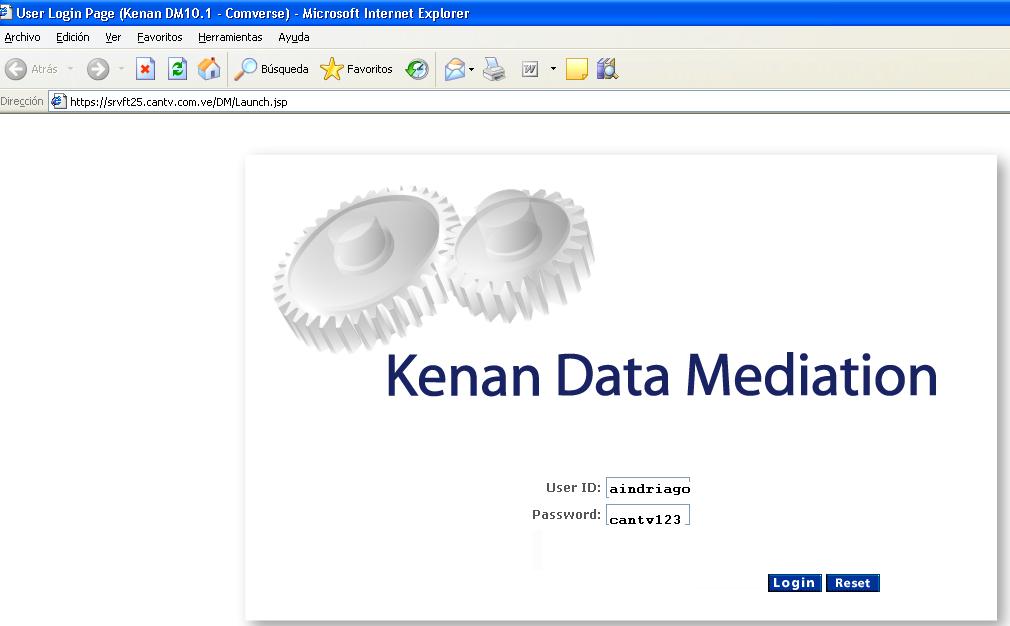 User Login Page (Kenan DM10.1 - Comverse) - Microsoft Internet Explorer
Archivo Edición Ver Favoritos Herramientas Ayuda
Atrás Búsqueda Favoritos
Dirección https://srvft25.cantv.com.ve/DM/Launch.jsp
Kenan Data Mediation
User ID: aindriago
Password: cantv123
Login Reset